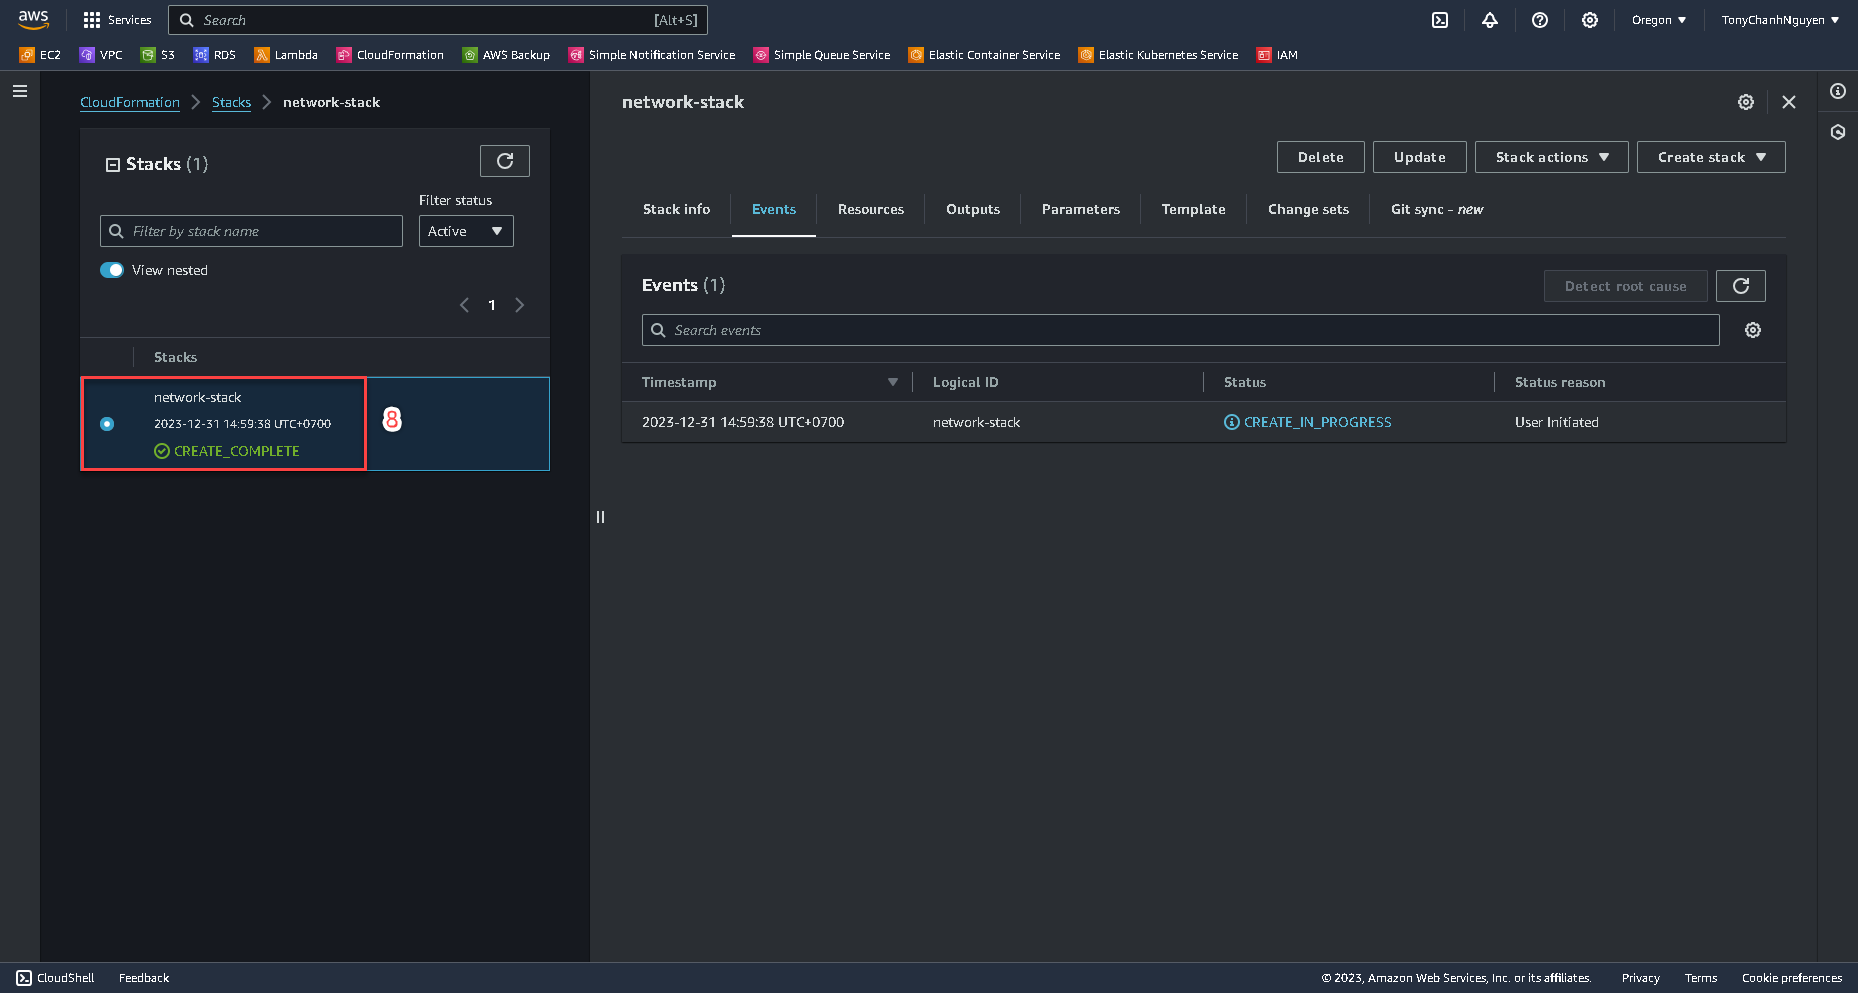 aws
Services
Search
[Alt+S]
Oregon
TonyChanhNguyen
EC2
VPC
S3
RDS
Lambda
CloudFormation
AWS Backup
Simple Notification Service
Simple Queue Service
Elastic Container Service
Elastic Kubernetes Service
IAM
CloudFormation
Stacks
network-stack
Stacks (1)
Filter status
Filter by stack name
Active
View nested
1
Stacks
network-stack
2023-12-31 14:59:38 UTC+0700
CREATE_COMPLETE
8
network-stack
Delete
Update
Stack actions
Create stack
Stack info
Events
Resources
Outputs
Parameters
Template
Change sets
Git sync - new
Events (1)
Detect root cause
Search events
Timestamp
Logical ID
Status
Status reason
2023-12-31 14:59:38 UTC+0700
network-stack
CREATE_IN_PROGRESS
User Initiated
CloudShell
Feedback
© 2023, Amazon Web Services, Inc. or its affiliates.
Privacy
Terms
Cookie preferences